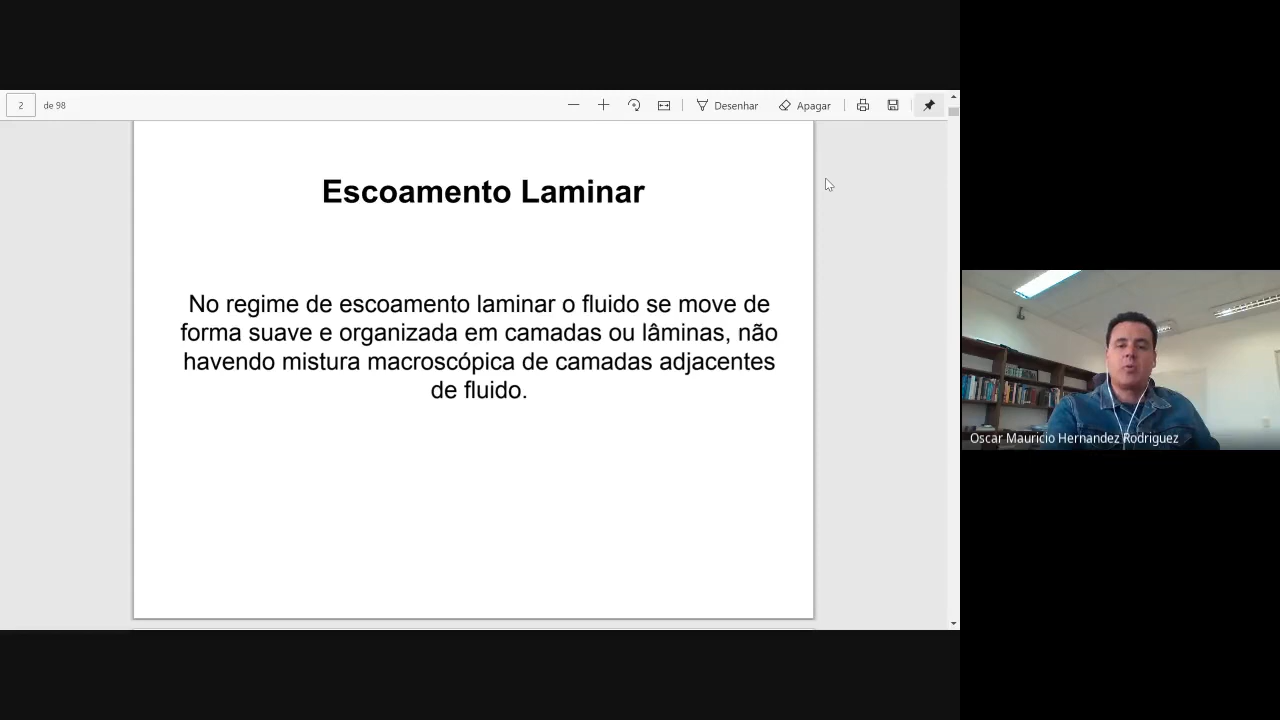 2 de 98
Desenhar
Apagar
Escoamento Laminar
No regime de escoamento laminar o fluido se move de
forma suave e organizada em camadas ou lâminas, não
havendo mistura macroscópica de camadas adjacentes
de fluido.
Oscar Mauricio Hernandez Rodriguez